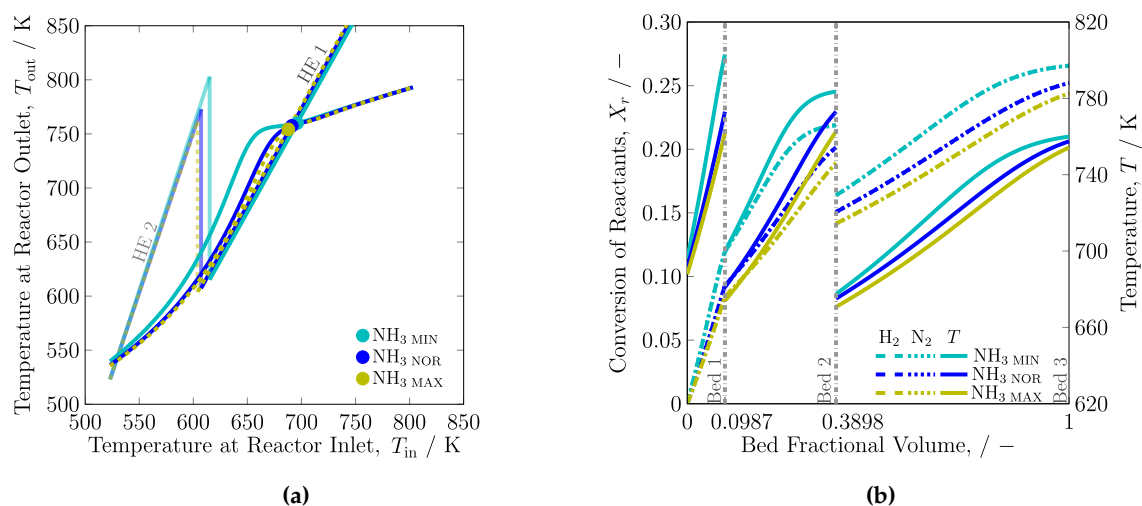 Temperature at Reactor Outlet, T_out / K
850
800
750
700
650
600
550
500
HE 1
HE 2
NH3 MIN
NH3 NOR
NH3 MAX
500 550 600 650 700 750 800 850
Temperature at Reactor Inlet, T_in / K
(a)
Conversion of Reactants, X_r / −
0.30
0.25
0.20
0.15
0.10
0.05
0
820
780
740
700
660
620
Temperature, T / K
Bed 1
Bed 2
Bed 3
H2 N2 T
NH3 MIN
NH3 NOR
NH3 MAX
0 0.0987 0.3898 1
Bed Fractional Volume, / −
(b)